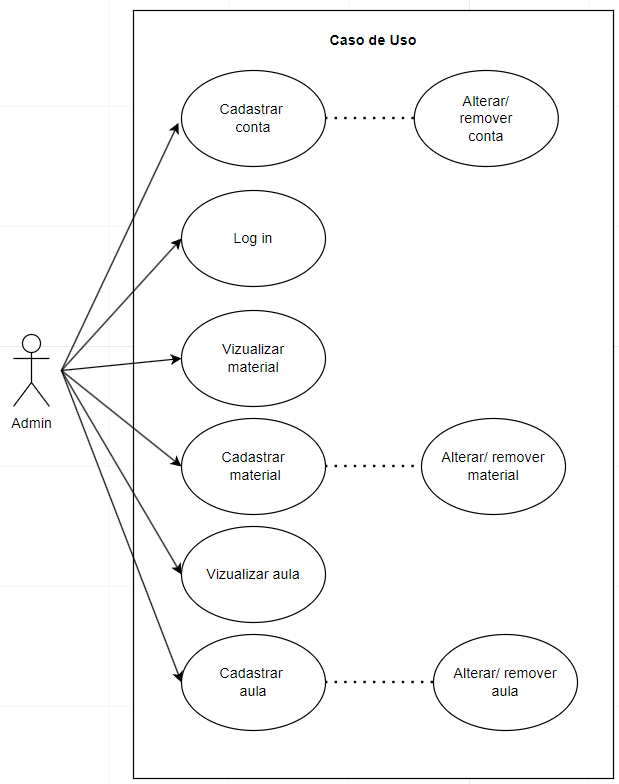 Caso de Uso
Cadastrar
conta
Alterar/
remover
conta
Log in
Vizualizar
material
Admin
Cadastrar
material
Alterar/ remover
material
Vizualizar aula
Cadastrar
aula
Alterar/ remover
aula